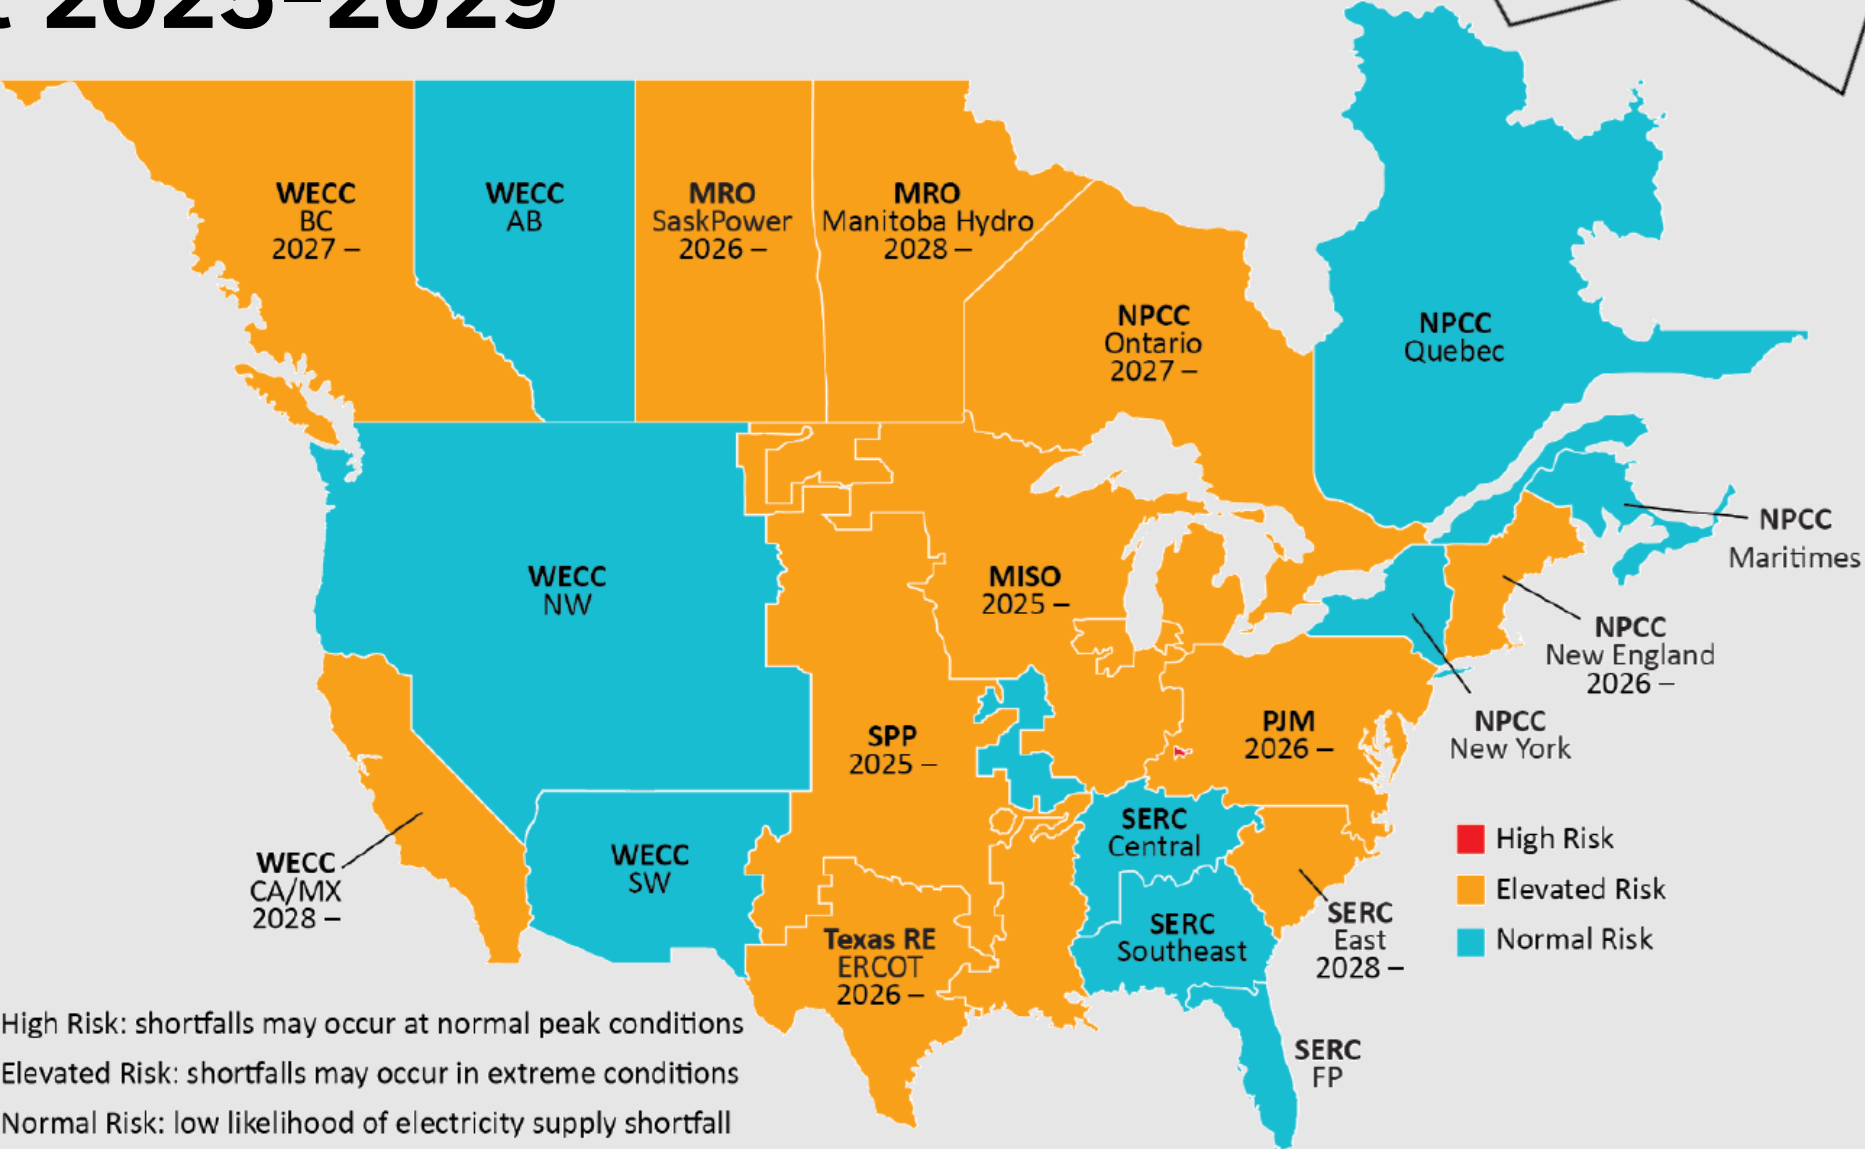 2025–2029
WECC
BC
2027 –
WECC
AB
MRO
SaskPower
2026 –
MRO
Manitoba Hydro
2028 –
NPCC
Ontario
2027 –
NPCC
Quebec
NPCC
Maritimes
WECC
NW
MISO
2025 –
NPCC
New England
2026 –
SPP
2025 –
PJM
2026 –
NPCC
New York
WECC
CA/MX
2028 –
WECC
SW
SERC
Central
SERC
Southeast
SERC
East
2028 –
Texas RE
ERCOT
2026 –
SERC
FP
High Risk
Elevated Risk
Normal Risk
High Risk: shortfalls may occur at normal peak conditions
Elevated Risk: shortfalls may occur in extreme conditions
Normal Risk: low likelihood of electricity supply shortfall